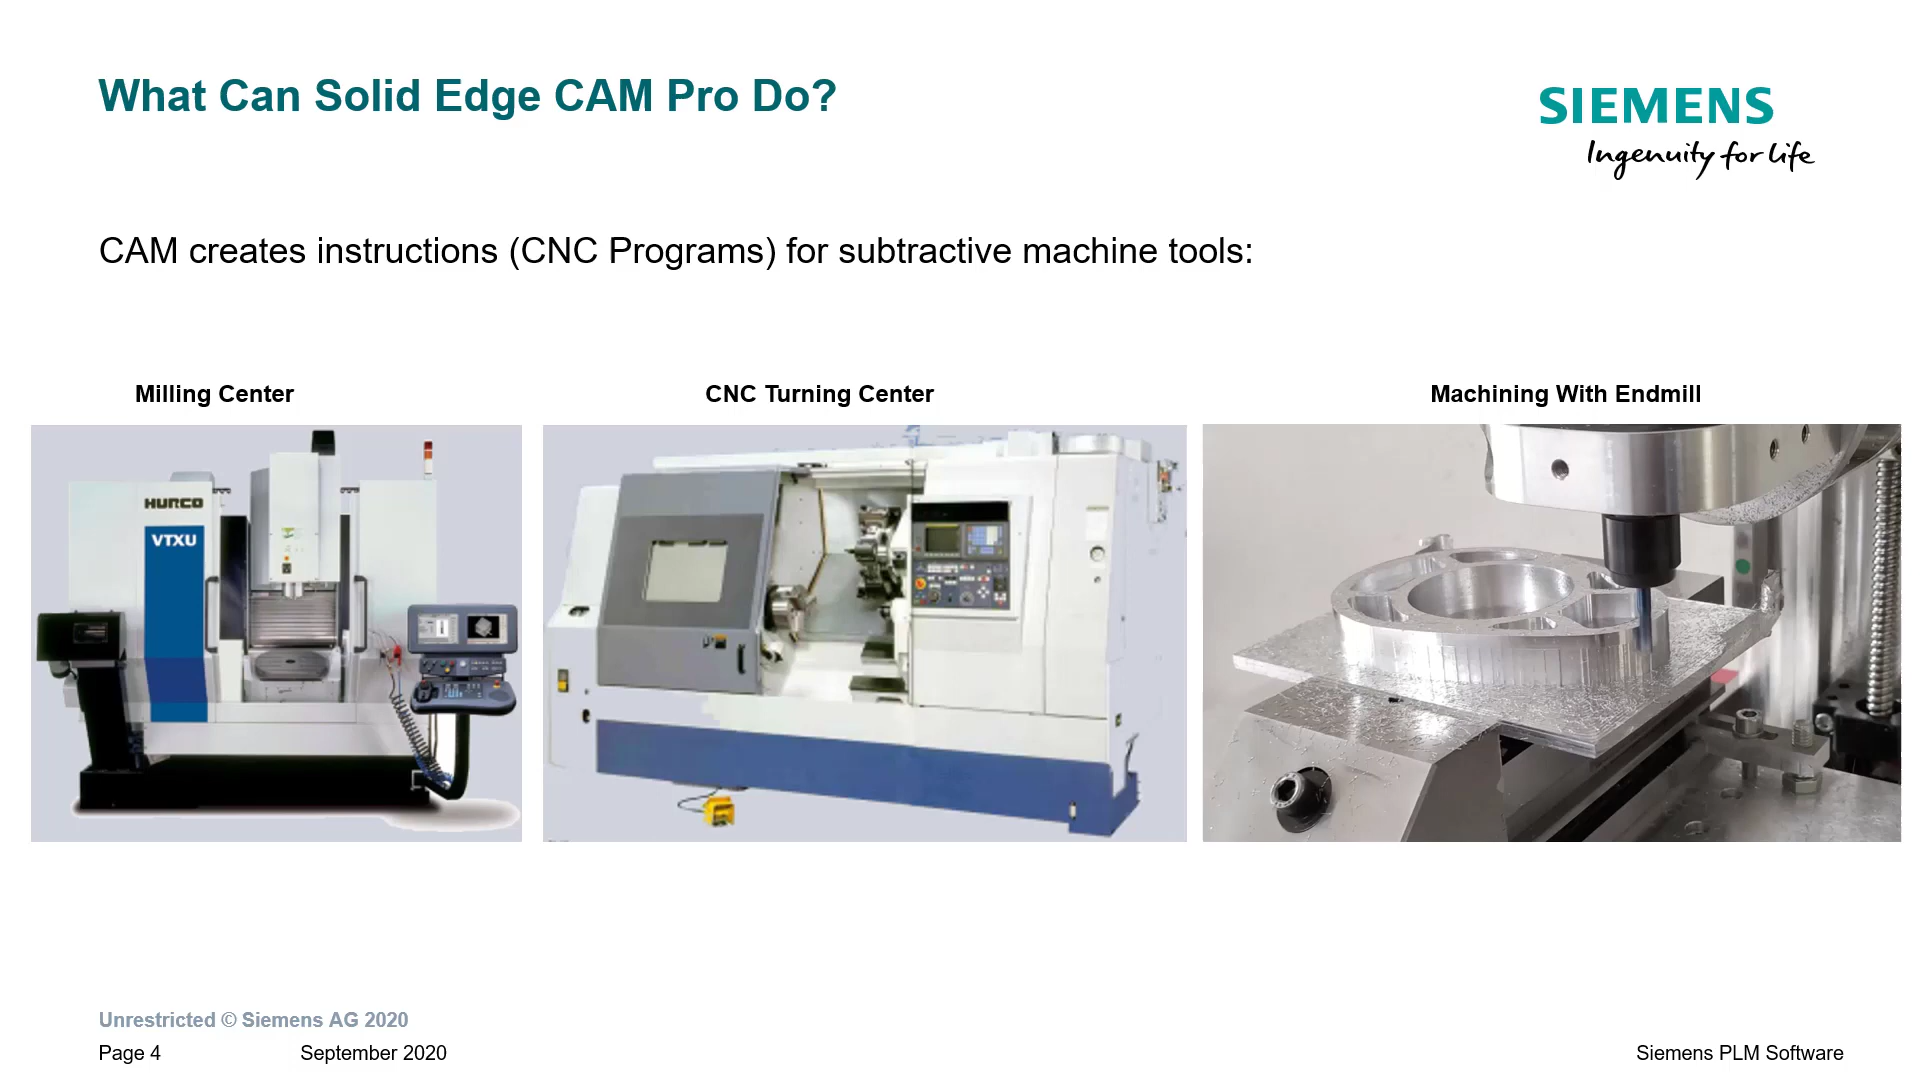 What Can Solid Edge CAM Pro Do?
SIEMENS
Ingenuity for life
CAM creates instructions (CNC Programs) for subtractive machine tools:
Milling Center
CNC Turning Center
Machining With Endmill
HURCO
VTXU
Unrestricted © Siemens AG 2020
Page 4
September 2020
Siemens PLM Software